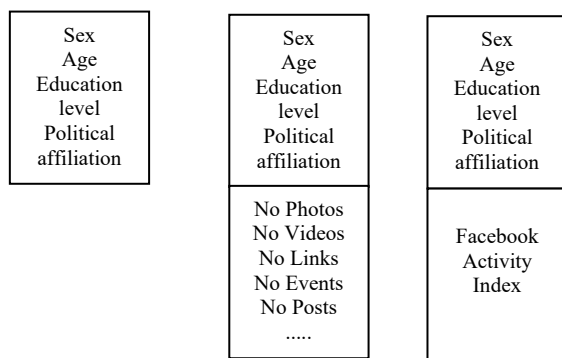 Sex
Age
Education
level
Political
affiliation
Sex
Age
Education
level
Political
affiliation
No Photos
No Videos
No Links
No Events
No Posts
.....
Sex
Age
Education
level
Political
affiliation
Facebook
Activity
Index